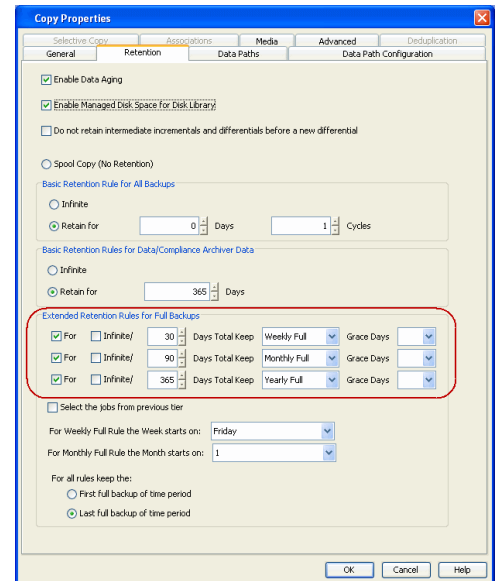 Copy Properties
Selective Copy Associations Media Advanced Deduplication
General Retention Data Paths Data Path Configuration
Enable Data Aging
Enable Managed Disk Space for Disk Library
Do not retain intermediate incrementals and differentials before a new differential
Spool Copy (No Retention)
Basic Retention Rule for All Backups
Infinite
Retain for 0 Days 1 Cycles
Basic Retention Rules for Data/Compliance Archiver Data
Infinite
Retain for 365 Days
Extended Retention Rules for Full Backups
For Infinite/ 30 Days Total Keep Weekly Full Grace Days
For Infinite/ 90 Days Total Keep Monthly Full Grace Days
For Infinite/ 365 Days Total Keep Yearly Full Grace Days
Select the jobs from previous tier
For Weekly Full Rule the Week starts on: Friday
For Monthly Full Rule the Month starts on: 1
For all rules keep the:
First full backup of time period
Last full backup of time period
OK Cancel Help